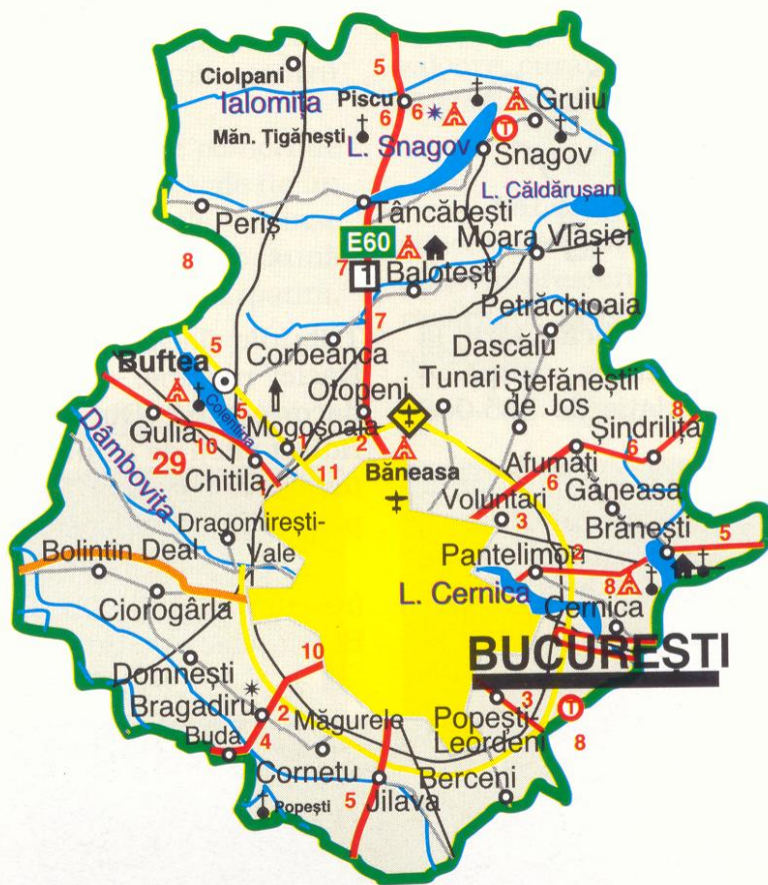 5
Ciolpani
Ialomița
Piscu
6
6
Gruiu
Măn. Țigănești
T
L. Snagov
Snagov
L. Căldărușani
Periș
Tâncăbești
E60
Moara Vlăsier
8
7
1
Balotești
7
Petrăchioaia
Dascălu
5
Corbeanca
Buftea
Otopeni
Tunari
Ștefăneștii
de Jos
5
Colentina
Gulia
10
Mogoșoaia
1
2
8
Șindrilița
6
29
Chitila
1
11
Băneasa
Afumați
6
Dâmbovița
Găneasa
Voluntari
3
Dragomirești-
Vale
Brănești
5
Bolintin Deal
Pantelimon
2
Ciorogârla
L. Cernica
8
Cernica
10
BUCUREȘTI
Domnești
Bragadiru
2
Măgurele
3
T
Popești-
Leordeni
8
Buda
4
Cornetu
5
Jilava
Berceni
Popești